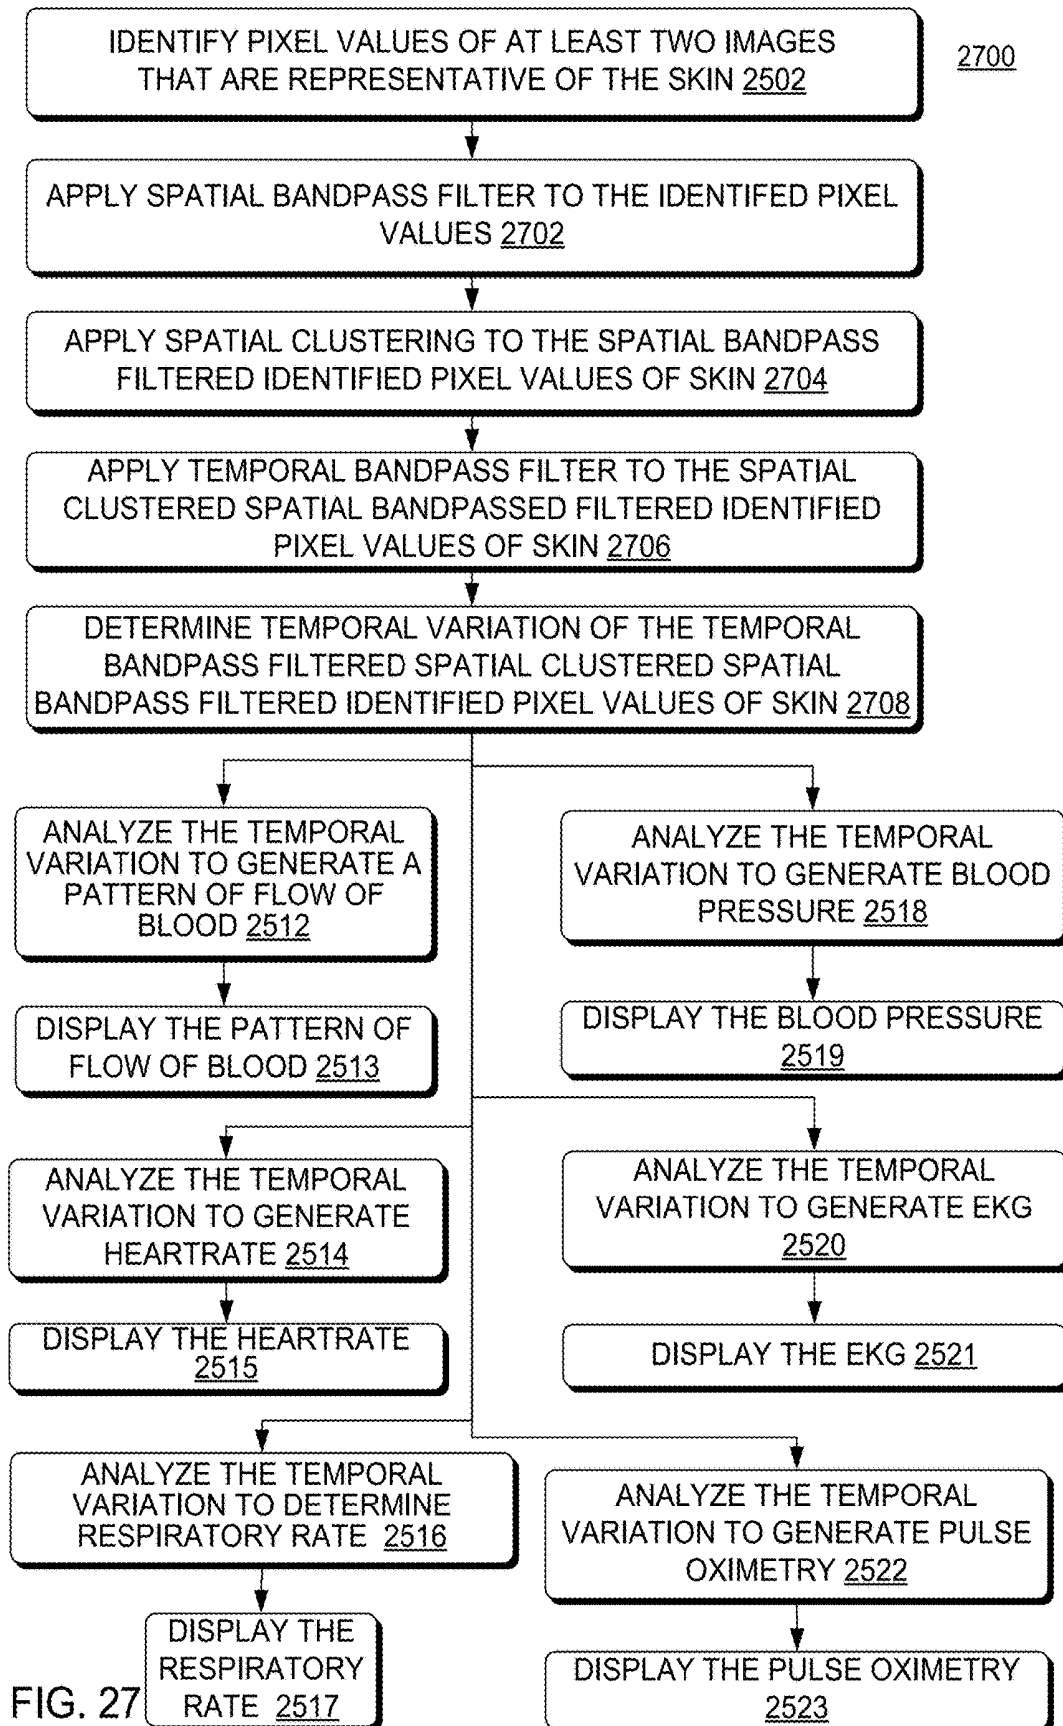 IDENTIFY PIXEL VALUES OF AT LEAST TWO IMAGES
THAT ARE REPRESENTATIVE OF THE SKIN 2502
2700
APPLY SPATIAL BANDPASS FILTER TO THE IDENTIFED PIXEL
VALUES 2702
APPLY SPATIAL CLUSTERING TO THE SPATIAL BANDPASS
FILTERED IDENTIFIED PIXEL VALUES OF SKIN 2704
APPLY TEMPORAL BANDPASS FILTER TO THE SPATIAL
CLUSTERED SPATIAL BANDPASSED FILTERED IDENTIFIED
PIXEL VALUES OF SKIN 2706
DETERMINE TEMPORAL VARIATION OF THE TEMPORAL
BANDPASS FILTERED SPATIAL CLUSTERED SPATIAL
BANDPASS FILTERED IDENTIFIED PIXEL VALUES OF SKIN 2708
ANALYZE THE TEMPORAL
VARIATION TO GENERATE A
PATTERN OF FLOW OF
BLOOD 2512
ANALYZE THE TEMPORAL
VARIATION TO GENERATE BLOOD
PRESSURE 2518
DISPLAY THE PATTERN OF
FLOW OF BLOOD 2513
DISPLAY THE BLOOD PRESSURE
2519
ANALYZE THE TEMPORAL
VARIATION TO GENERATE
HEARTRATE 2514
ANALYZE THE TEMPORAL
VARIATION TO GENERATE EKG
2520
DISPLAY THE HEARTRATE
2515
DISPLAY THE EKG 2521
ANALYZE THE TEMPORAL
VARIATION TO DETERMINE
RESPIRATORY RATE 2516
ANALYZE THE TEMPORAL
VARIATION TO GENERATE PULSE
OXIMETRY 2522
DISPLAY THE
RESPIRATORY
RATE 2517
DISPLAY THE PULSE OXIMETRY
2523
FIG. 27